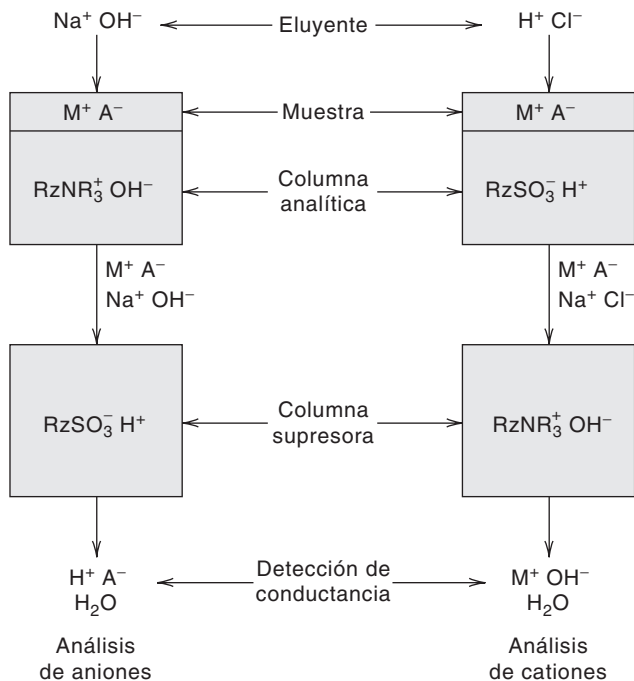 Na⁺ OH⁻ Eluyente H⁺ Cl⁻
M⁺ A⁻ Muestra M⁺ A⁻
RzNR₃⁺ OH⁻ Columna analítica RzSO₃⁻ H⁺
M⁺ A⁻ M⁺ A⁻
Na⁺ OH⁻ Na⁺ Cl⁻
RzSO₃⁻ H⁺ Columna supresora RzNR₃⁺ OH⁻
H⁺ A⁻ Detección de M⁺ OH⁻
H₂O conductancia H₂O
Análisis Análisis
de aniones de cationes